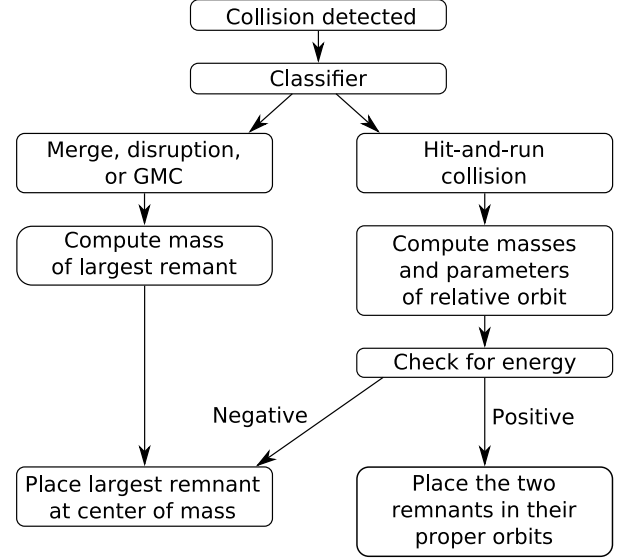 Collision detected
Classifier
Merge, disruption,
or GMC
Hit-and-run
collision
Compute mass
of largest remant
Compute masses
and parameters
of relative orbit
Check for energy
Negative
Positive
Place largest remnant
at center of mass
Place the two
remnants in their
proper orbits